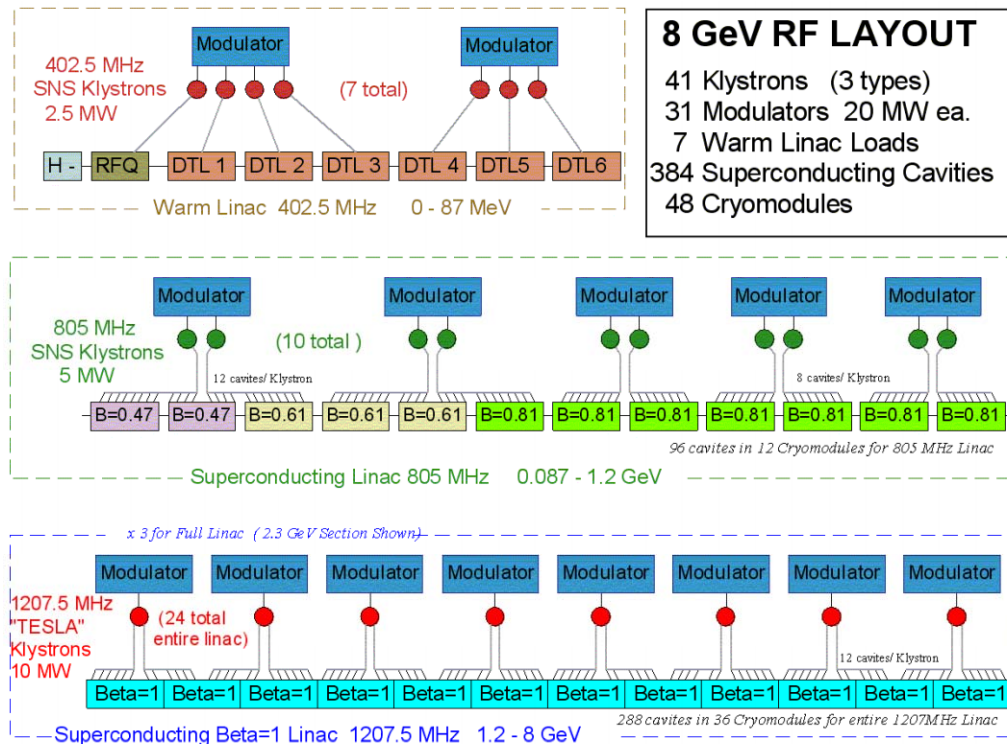 8 GeV RF LAYOUT
41 Klystrons (3 types)
31 Modulators 20 MW ea.
7 Warm Linac Loads
384 Superconducting Cavities
48 Cryomodules
Modulator Modulator
402.5 MHz
SNS Klystrons
2.5 MW
(7 total)
H - RFQ DTL 1 DTL 2 DTL 3 DTL 4 DTL5 DTL6
Warm Linac 402.5 MHz 0 - 87 MeV
Modulator Modulator Modulator Modulator Modulator
805 MHz
SNS Klystrons
5 MW
(10 total )
12 cavites/ Klystron
8 cavites/ Klystron
B=0.47 B=0.47 B=0.61 B=0.61 B=0.61 B=0.81 B=0.81 B=0.81 B=0.81 B=0.81 B=0.81 B=0.81
96 cavites in 12 Cryomodules for 805 MHz Linac
Superconducting Linac 805 MHz 0.087 - 1.2 GeV
x 3 for Full Linac ( 2.3 GeV Section Shown)
Modulator Modulator Modulator Modulator Modulator Modulator Modulator Modulator
1207.5 MHz
"TESLA"
Klystrons
10 MW
(24 total
entire linac)
12 cavites/ Klystron
Beta=1 Beta=1 Beta=1 Beta=1 Beta=1 Beta=1 Beta=1 Beta=1 Beta=1 Beta=1 Beta=1 Beta=1
288 cavites in 36 Cryomodules for entire 1207MHz Linac
Superconducting Beta=1 Linac 1207.5 MHz 1.2 - 8 GeV